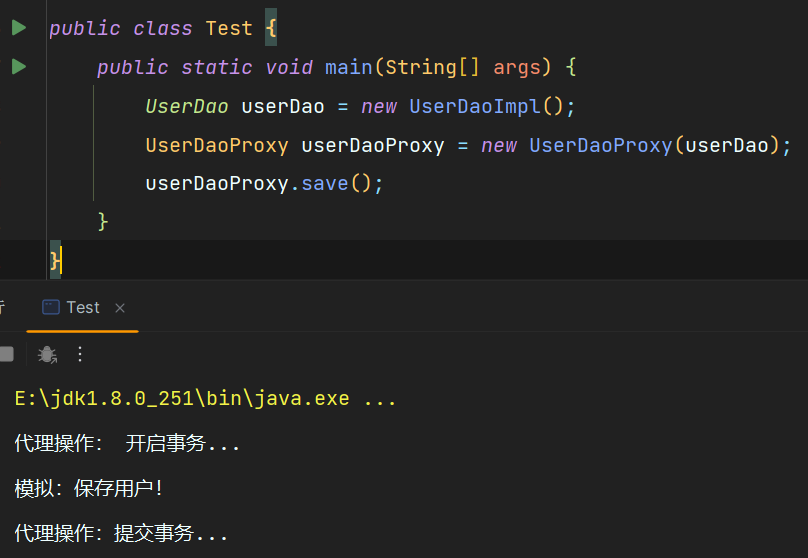 public class Test {
public static void main(String[] args) {
UserDao userDao = new UserDaoImpl();
UserDaoProxy userDaoProxy = new UserDaoProxy(userDao);
userDaoProxy.save();
}
}
Test
E:\jdk1.8.0_251\bin\java.exe ...
代理操作： 开启事务...
模拟：保存用户！
代理操作：提交事务...